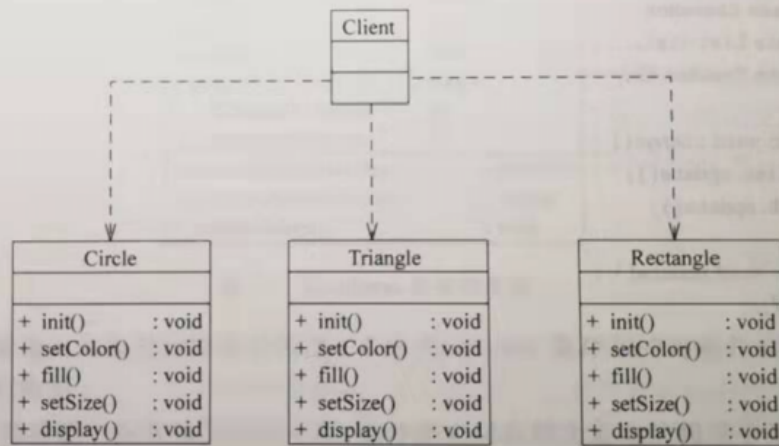 Client
Circle
Triangle
Rectangle
+ init() : void
+ setColor() : void
+ fill() : void
+ setSize() : void
+ display() : void
+ init() : void
+ setColor() : void
+ fill() : void
+ setSize() : void
+ display() : void
+ init() : void
+ setColor() : void
+ fill() : void
+ setSize() : void
+ display() : void